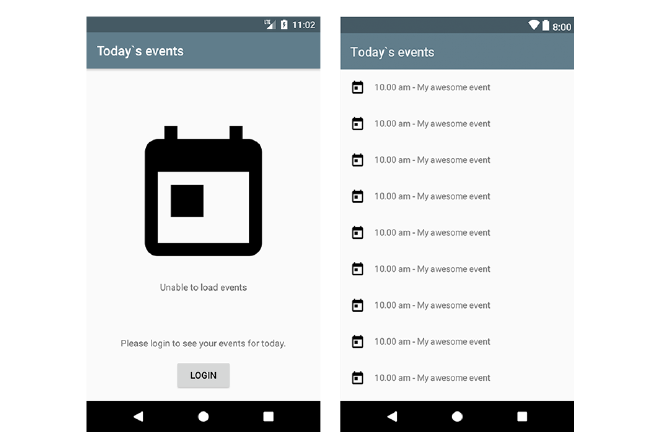 LTE 11:02
Today`s events
Unable to load events
Please login to see your events for today.
LOGIN
8:00
Today`s events
10.00 am - My awesome event
10.00 am - My awesome event
10.00 am - My awesome event
10.00 am - My awesome event
10.00 am - My awesome event
10.00 am - My awesome event
10.00 am - My awesome event
10.00 am - My awesome event
10.00 am - My awesome event